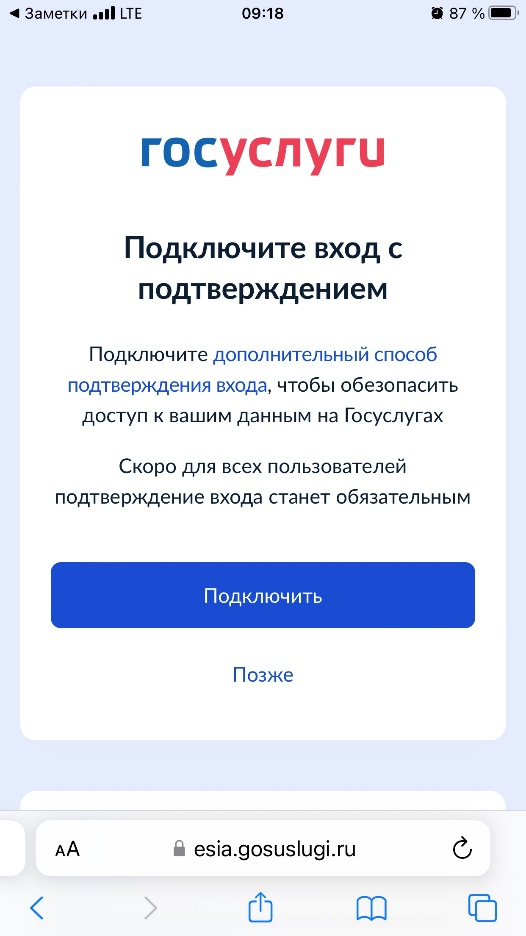 Заметки LTE 09:18 87 %
госуслуги
Подключите вход с
подтверждением
Подключите дополнительный способ
подтверждения входа, чтобы обезопасить
доступ к вашим данным на Госуслугах
Скоро для всех пользователей
подтверждение входа станет обязательным
Подключить
Позже
АА esia.gosuslugi.ru